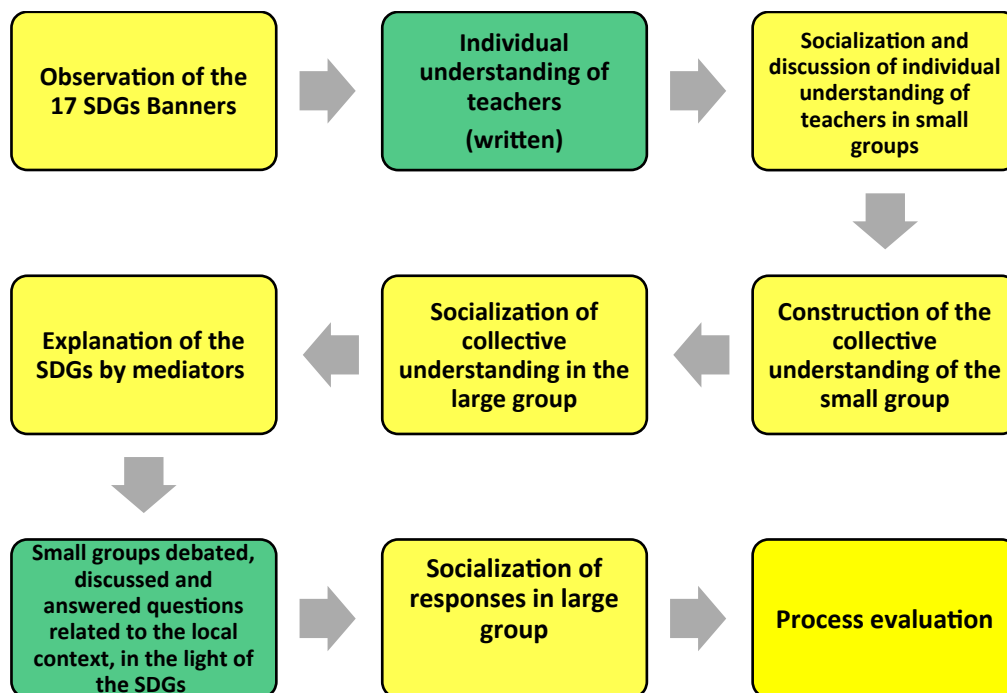 Observation of the
17 SDGs Banners
Individual
understanding of
teachers
(written)
Socialization and
discussion of individual
understanding of
teachers in small
groups
Construction of the
collective
understanding of the
small group
Socialization of
collective
understanding in the
large group
Explanation of the
SDGs by mediators
Small groups debated,
discussed and
answered questions
related to the local
context, in the light of
the SDGs
Socialization of
responses in large
group
Process evaluation